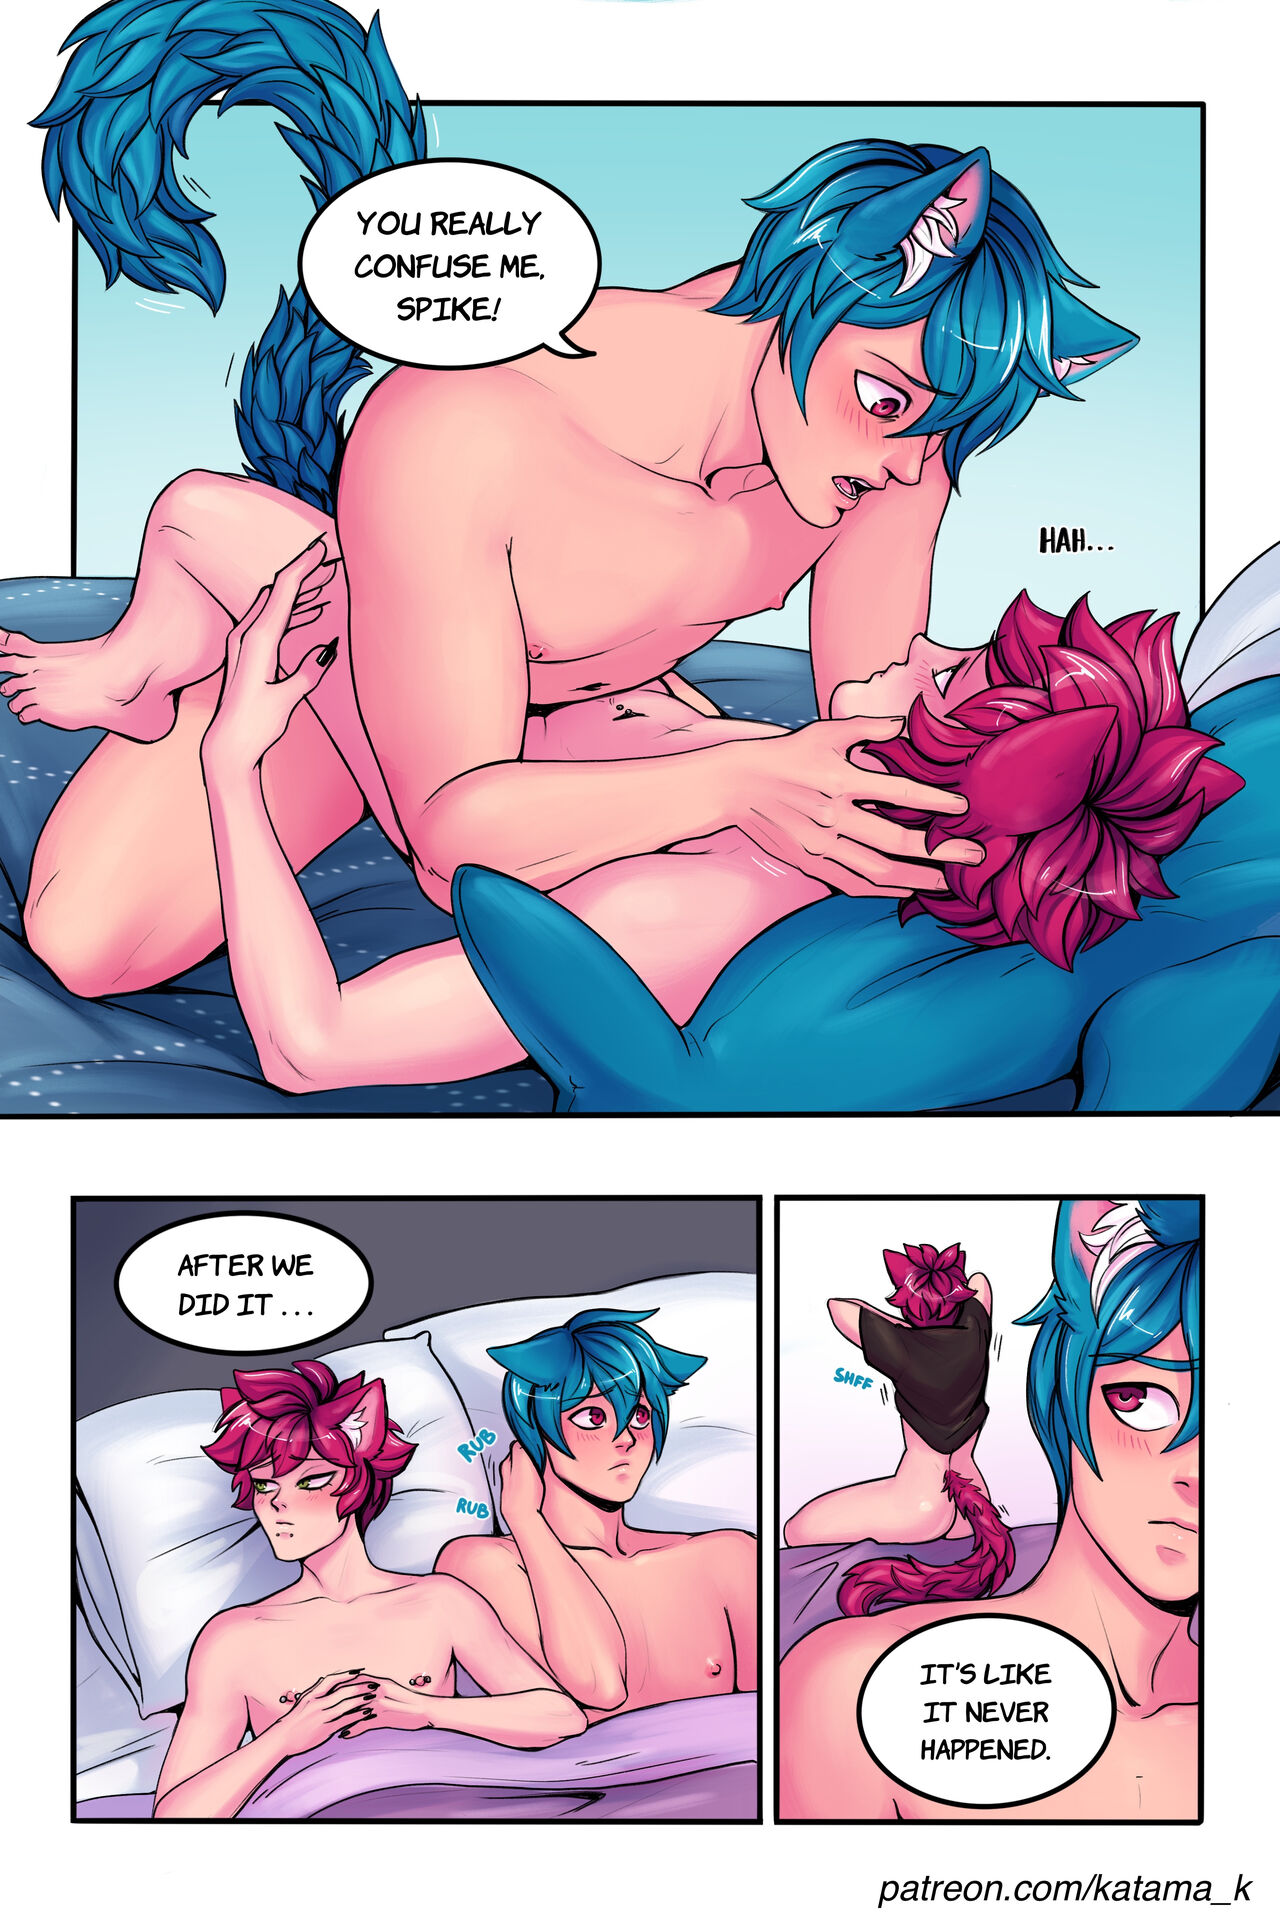 YOU REALLY
CONFUSE ME,
SPIKE!
HAH...
AFTER WE
DID IT ...
RUB
RUB
SHFF
IT'S LIKE
IT NEVER
HAPPENED.
patreon.com/katama_k